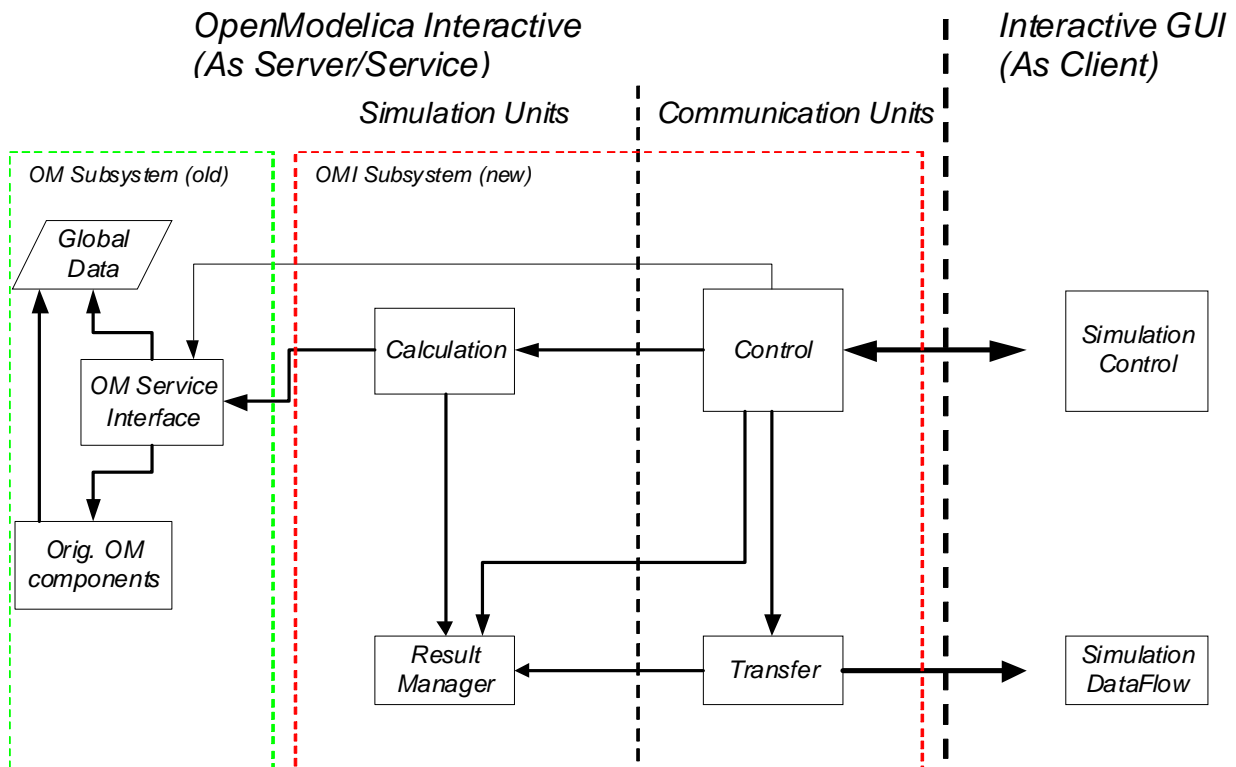 OpenModelica Interactive
(As Server/Service)
Interactive GUI
(As Client)
Simulation Units
Communication Units
OM Subsystem (old)
OMI Subsystem (new)
Global
Data
Calculation
Control
Simulation
Control
OM Service
Interface
Orig. OM
components
Result
Manager
Transfer
Simulation
DataFlow